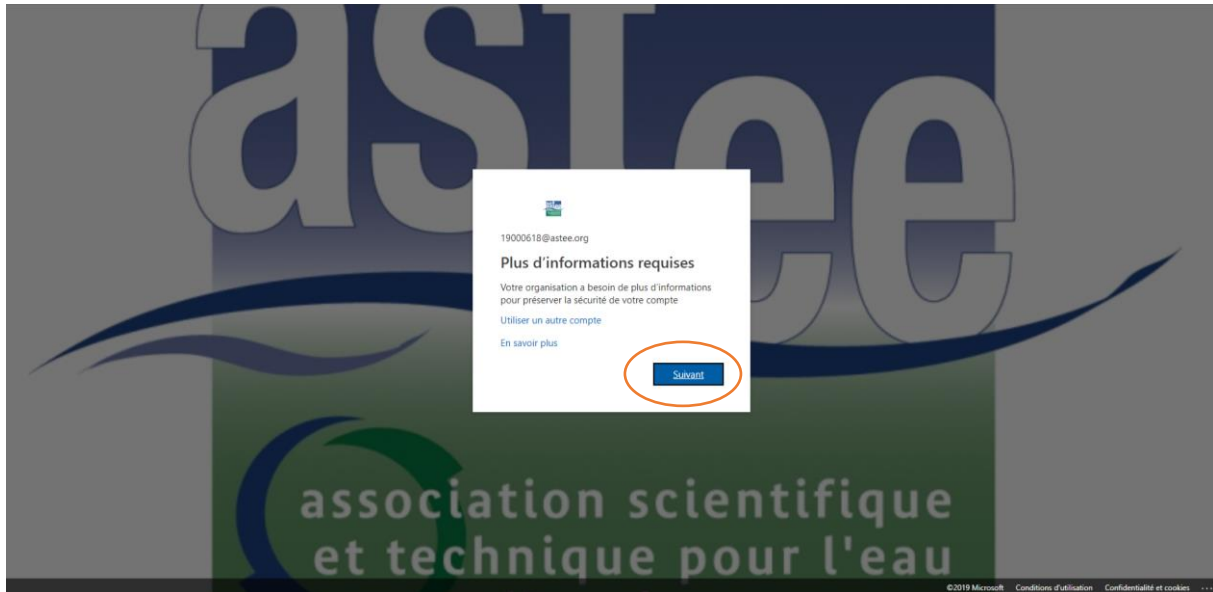 astee
19000618@astee.org
Plus d'informations requises
Votre organisation a besoin de plus d'informations
pour préserver la sécurité de votre compte
Utiliser un autre compte
En savoir plus
Suivant
association scientifique
et technique pour l'eau
©2019 Microsoft Conditions d'utilisation Confidentialité et cookies ...